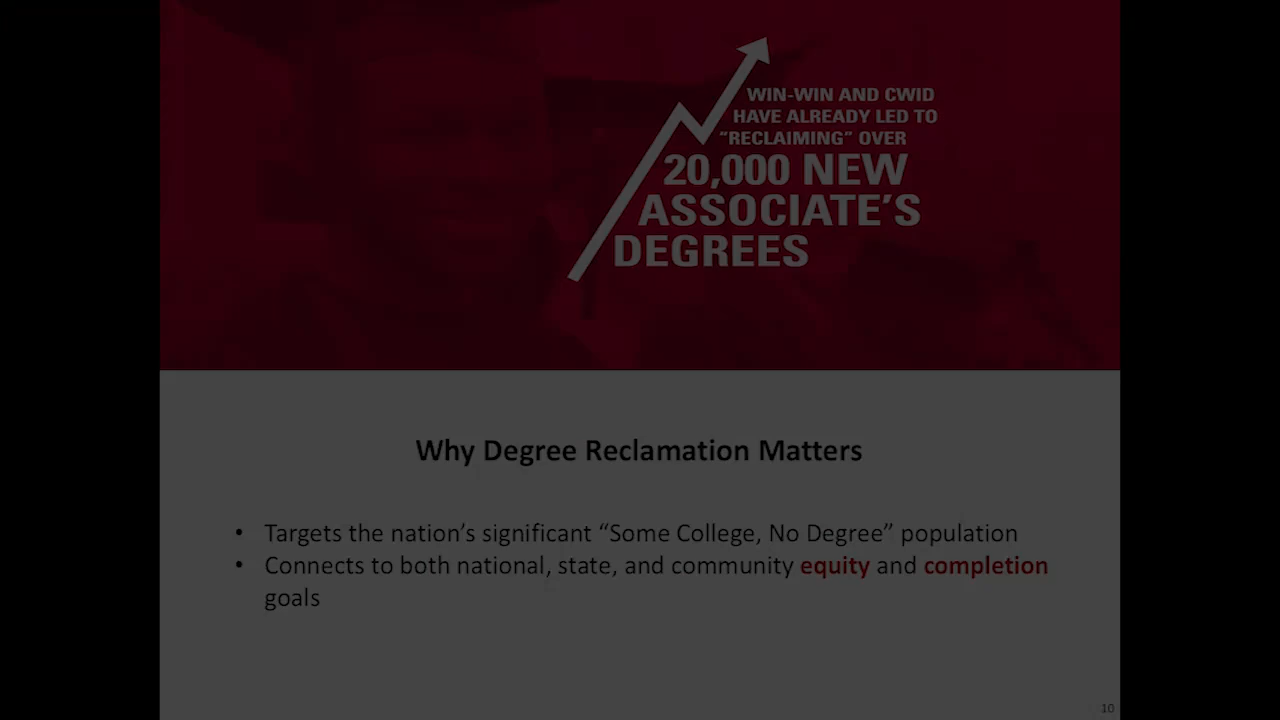 WIN-WIN AND CWID
HAVE ALREADY LED TO
“RECLAIMING” OVER
20,000 NEW
ASSOCIATE’S
DEGREES
Why Degree Reclamation Matters
• Targets the nation’s significant “Some College, No Degree” population
• Connects to both national, state, and community equity and completion
goals
10